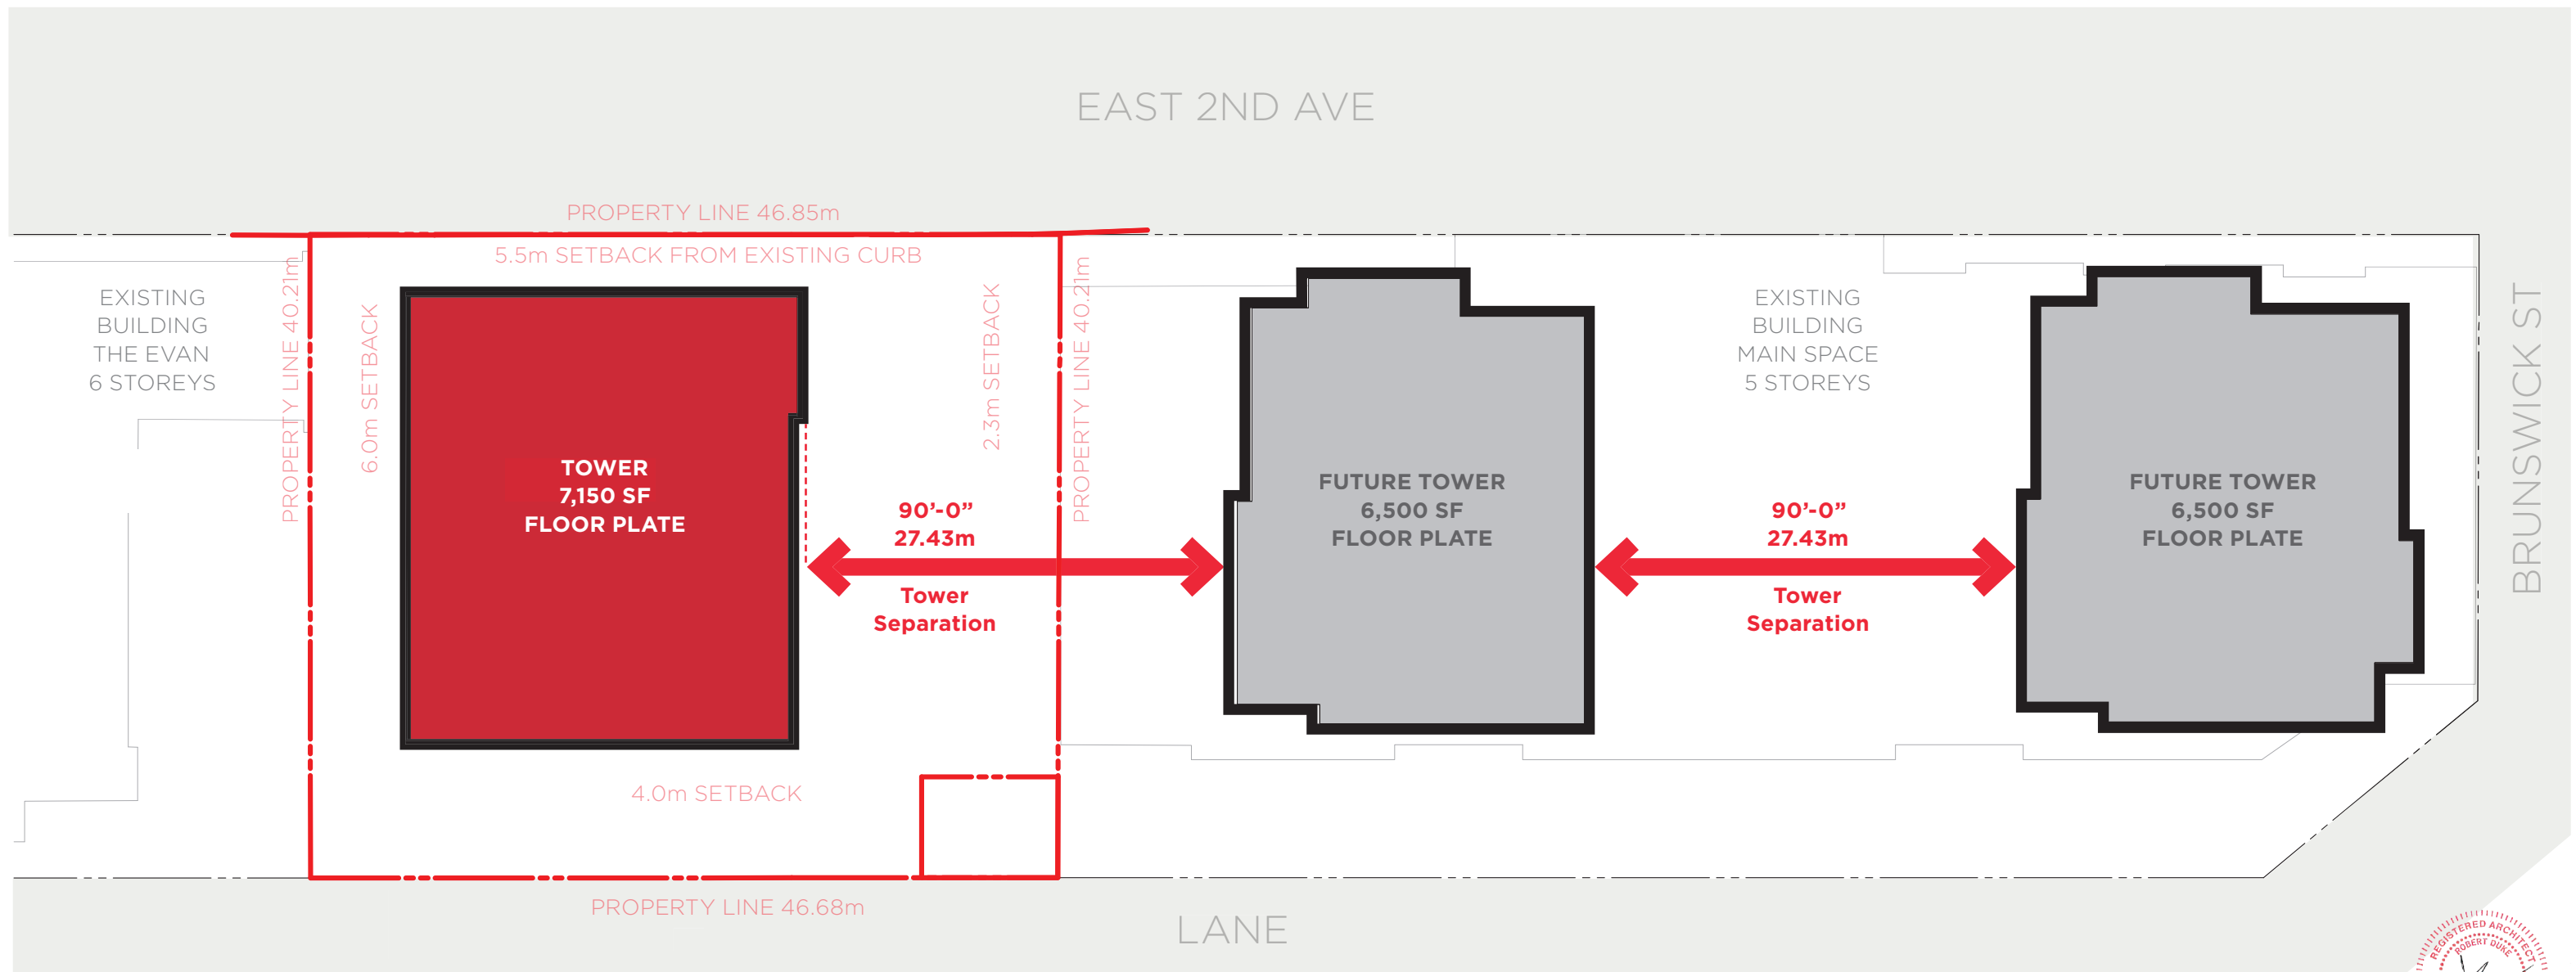 EAST 2ND AVE
PROPERTY LINE 46.85m
5.5m SETBACK FROM EXISTING CURB
EXISTING
BUILDING
THE EVAN
6 STOREYS
PROPERTY LINE 40.21m
6.0m SETBACK
TOWER
7,150 SF
FLOOR PLATE
2.3m SETBACK
PROPERTY LINE 40.21m
90’-0”
27.43m
Tower
Separation
FUTURE TOWER
6,500 SF
FLOOR PLATE
EXISTING
BUILDING
MAIN SPACE
5 STOREYS
90’-0”
27.43m
Tower
Separation
FUTURE TOWER
6,500 SF
FLOOR PLATE
BRUNSWICK ST
4.0m SETBACK
PROPERTY LINE 46.68m
LANE
REGISTERED ARCHITECT
ROBERT DUKE